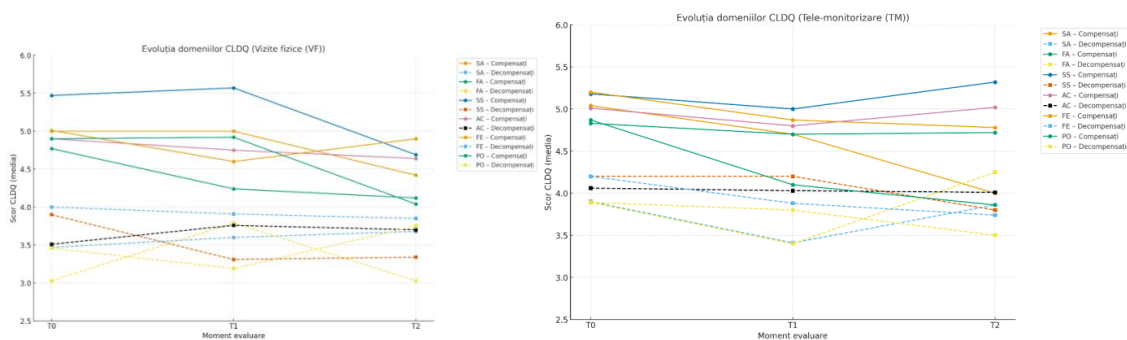 Evoluția domeniilor CLDQ (Vizite fizice (VF))
6.0
5.5
5.0
4.5
4.0
3.5
3.0
2.5
Scor CLDQ (media)
T0
T1
T2
Moment evaluare
SA – Compensați
SA – Decompensați
FA – Compensați
FA – Decompensați
SS – Compensați
SS – Decompensați
AC – Compensați
AC – Decompensați
FE – Compensați
FE – Decompensați
PO – Compensați
PO – Decompensați
Evoluția domeniilor CLDQ (Tele-monitorizare (TM))
6.0
5.5
5.0
4.5
4.0
3.5
3.0
2.5
Scor CLDQ (media)
T0
T1
T2
Moment evaluare
SA – Compensați
SA – Decompensați
FA – Compensați
FA – Decompensați
SS – Compensați
SS – Decompensați
AC – Compensați
AC – Decompensați
FE – Compensați
FE – Decompensați
PO – Compensați
PO – Decompensați